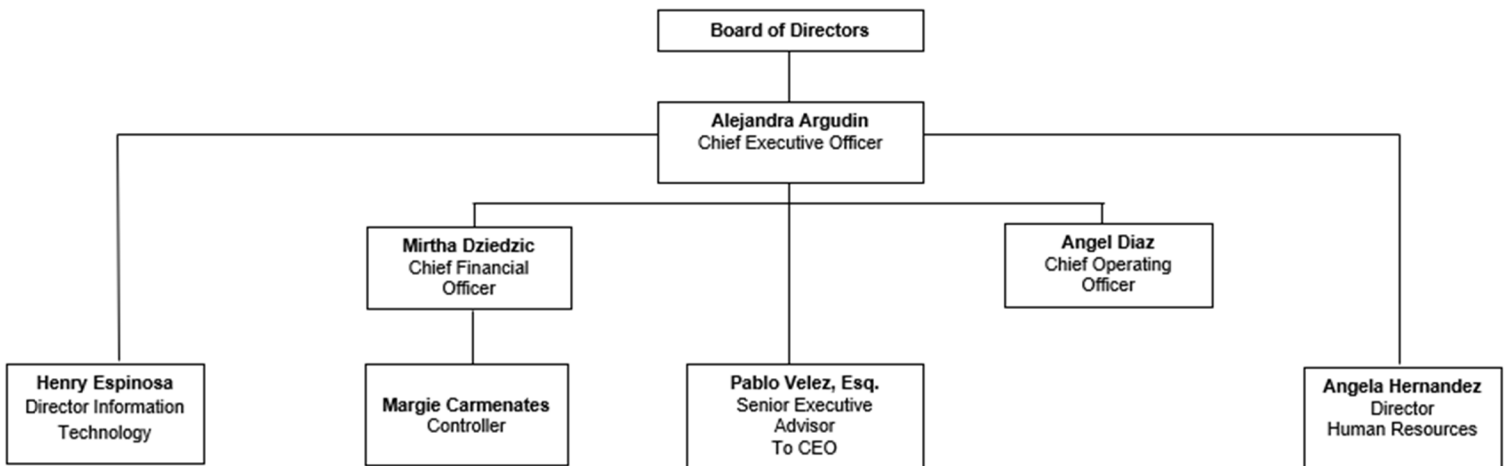 Board of Directors
Alejandra Argudin
Chief Executive Officer
Mirtha Dziedzic
Chief Financial
Officer
Angel Diaz
Chief Operating
Officer
Henry Espinosa
Director Information
Technology
Margie Carmenates
Controller
Pablo Velez, Esq.
Senior Executive
Advisor
To CEO
Angela Hernandez
Director
Human Resources